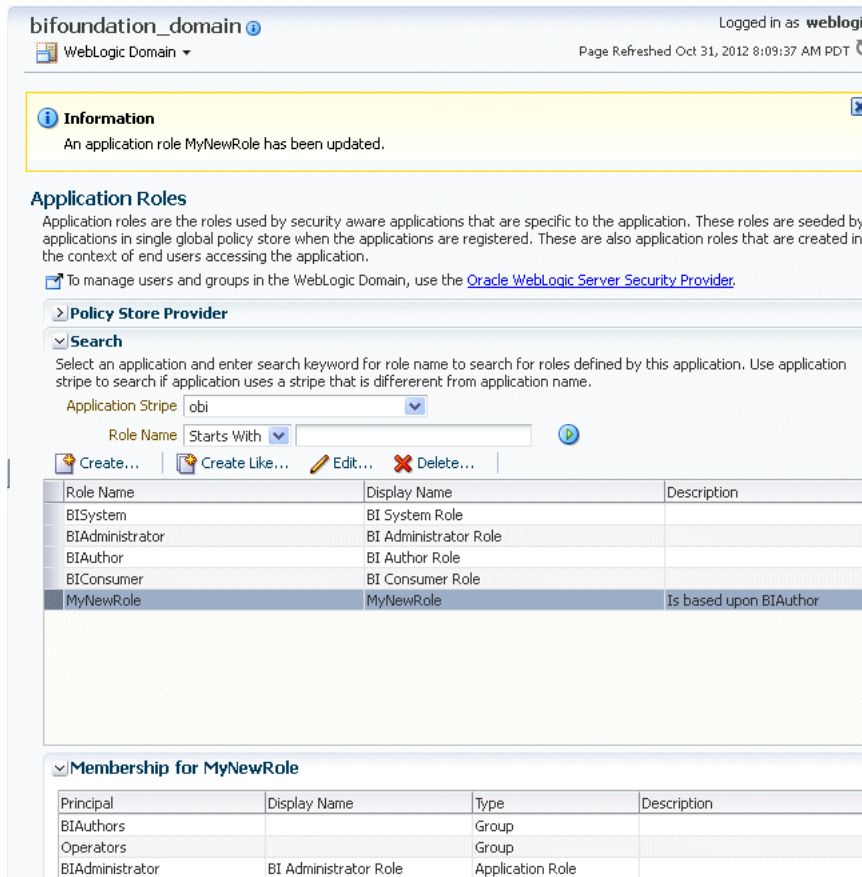 bifoundation_domain
Logged in as weblogi
WebLogic Domain
Page Refreshed Oct 31, 2012 8:09:37 AM PDT
Information
An application role MyNewRole has been updated.
Application Roles
Application roles are the roles used by security aware applications that are specific to the application. These roles are seeded by
applications in single global policy store when the applications are registered. These are also application roles that are created in
the context of end users accessing the application.
To manage users and groups in the WebLogic Domain, use the Oracle WebLogic Server Security Provider.
Policy Store Provider
Search
Select an application and enter search keyword for role name to search for roles defined by this application. Use application
stripe to search if application uses a stripe that is differerent from application name.
Application Stripe obi
Role Name Starts With
Create... Create Like... Edit... Delete...
Role Name Display Name Description
BISystem BI System Role
BIAdministrator BI Administrator Role
BIAuthor BI Author Role
BIConsumer BI Consumer Role
MyNewRole MyNewRole Is based upon BIAuthor
Membership for MyNewRole
Principal Display Name Type Description
BIAuthors Group
Operators Group
BIAdministrator BI Administrator Role Application Role